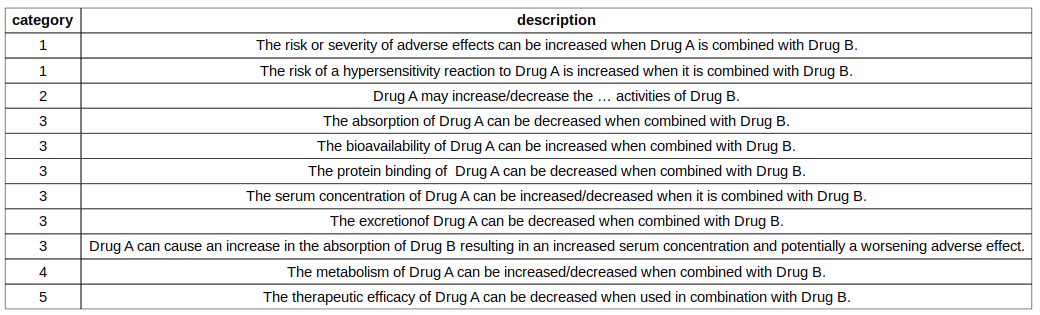 category description
1 The risk or severity of adverse effects can be increased when Drug A is combined with Drug B.
1 The risk of a hypersensitivity reaction to Drug A is increased when it is combined with Drug B.
2 Drug A may increase/decrease the … activities of Drug B.
3 The absorption of Drug A can be decreased when combined with Drug B.
3 The bioavailability of Drug A can be increased when combined with Drug B.
3 The protein binding of  Drug A can be decreased when combined with Drug B.
3 The serum concentration of Drug A can be increased/decreased when it is combined with Drug B.
3 The excretionof Drug A can be decreased when combined with Drug B.
3 Drug A can cause an increase in the absorption of Drug B resulting in an increased serum concentration and potentially a worsening adverse effect.
4 The metabolism of Drug A can be increased/decreased when combined with Drug B.
5 The therapeutic efficacy of Drug A can be decreased when used in combination with Drug B.